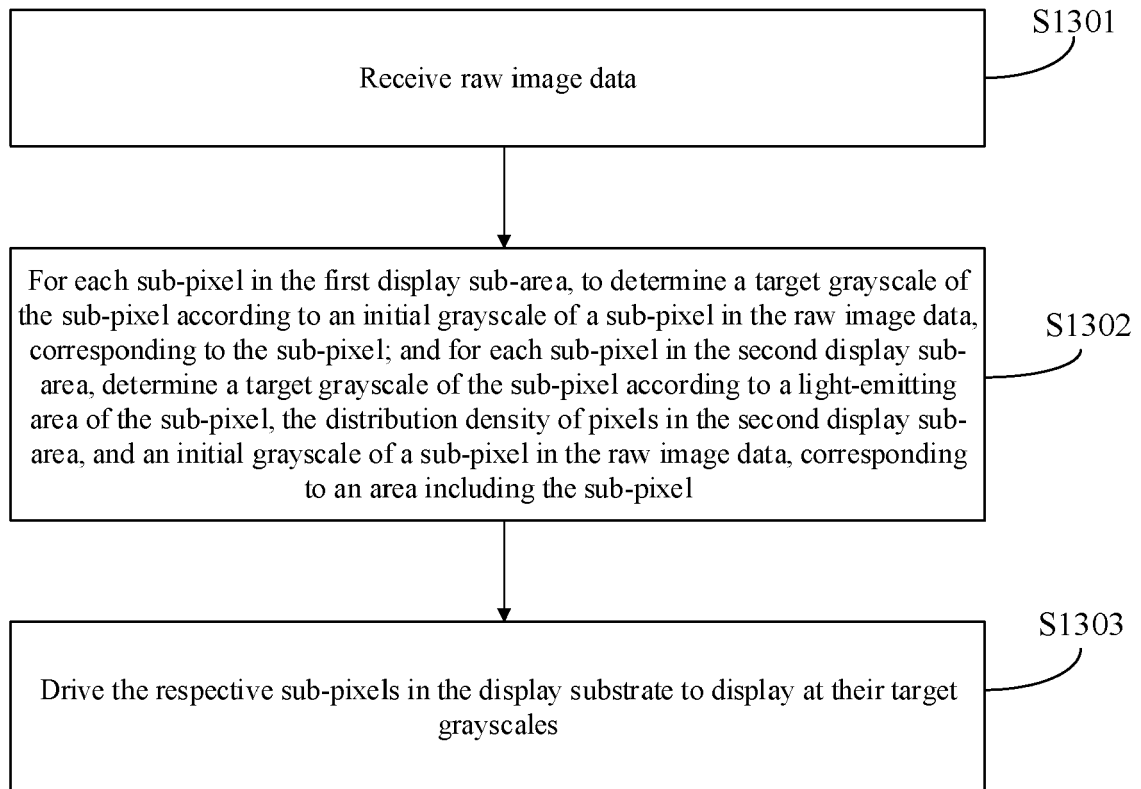 S1301
Receive raw image data
For each sub-pixel in the first display sub-area, to determine a target grayscale of
the sub-pixel according to an initial grayscale of a sub-pixel in the raw image data,
corresponding to the sub-pixel; and for each sub-pixel in the second display sub-
area, determine a target grayscale of the sub-pixel according to a light-emitting
area of the sub-pixel, the distribution density of pixels in the second display sub-
area, and an initial grayscale of a sub-pixel in the raw image data, corresponding
to an area including the sub-pixel
S1302
S1303
Drive the respective sub-pixels in the display substrate to display at their target
grayscales